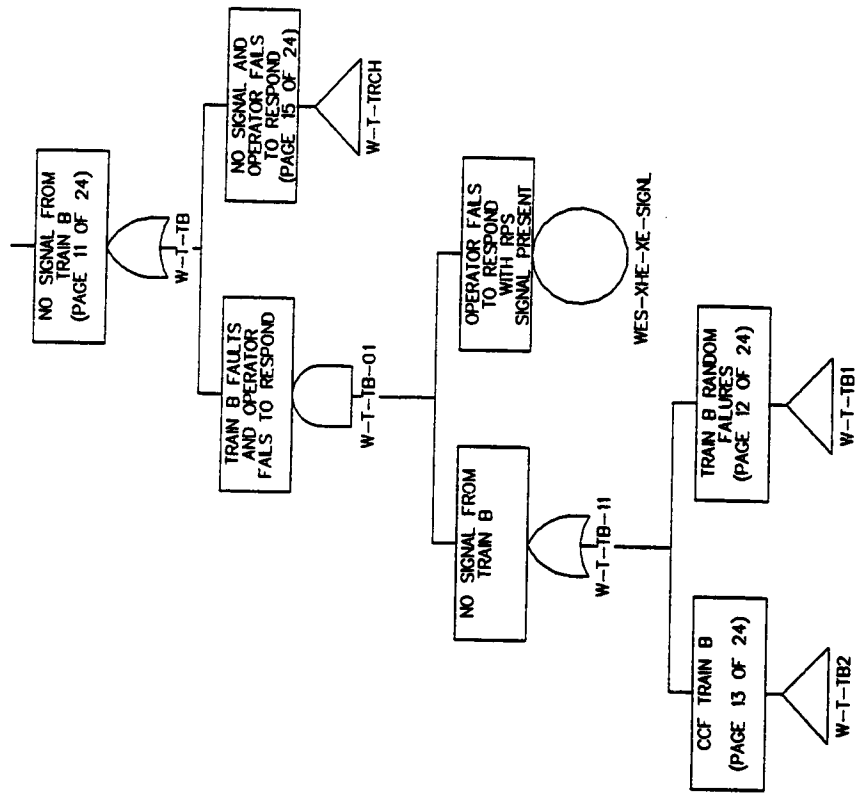 NO SIGNAL FROM
TRAIN B
(PAGE 11 OF 24)
W-T-TB
TRAIN B FAULTS
AND OPERATOR
FAILS TO RESPOND
W-T-TB-01
NO SIGNAL AND
OPERATOR FAILS
TO RESPOND
(PAGE 15 OF 24)
W-T-TRCH
NO SIGNAL FROM
TRAIN B
W-T-TB-11
OPERATOR FAILS
TO RESPOND
WITH RPS
SIGNAL PRESENT
WES-XHE-XE-SIGNL
CCF TRAIN B
(PAGE 13 OF 24)
W-T-TB2
TRAIN B RANDOM
FAILURES
(PAGE 12 OF 24)
W-T-TB1